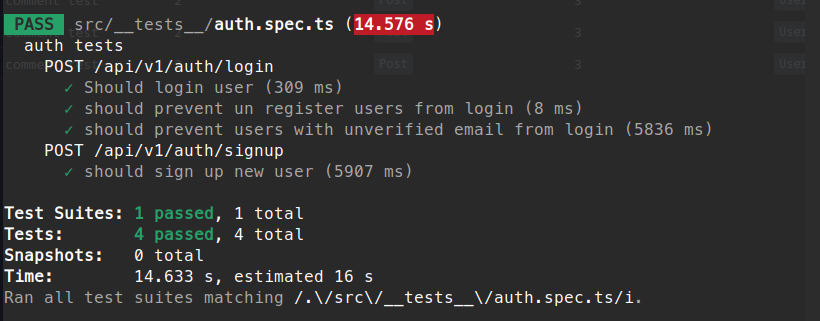 PASS src/__tests__/auth.spec.ts (14.576 s)
auth tests
POST /api/v1/auth/login
✓ Should login user (309 ms)
✓ should prevent un register users from login (8 ms)
✓ should prevent users with unverified email from login (5836 ms)
POST /api/v1/auth/signup
✓ should sign up new user (5907 ms)
Test Suites: 1 passed, 1 total
Tests: 4 passed, 4 total
Snapshots: 0 total
Time: 14.633 s, estimated 16 s
Ran all test suites matching /.\/src\/__tests__\/auth.spec.ts/i.